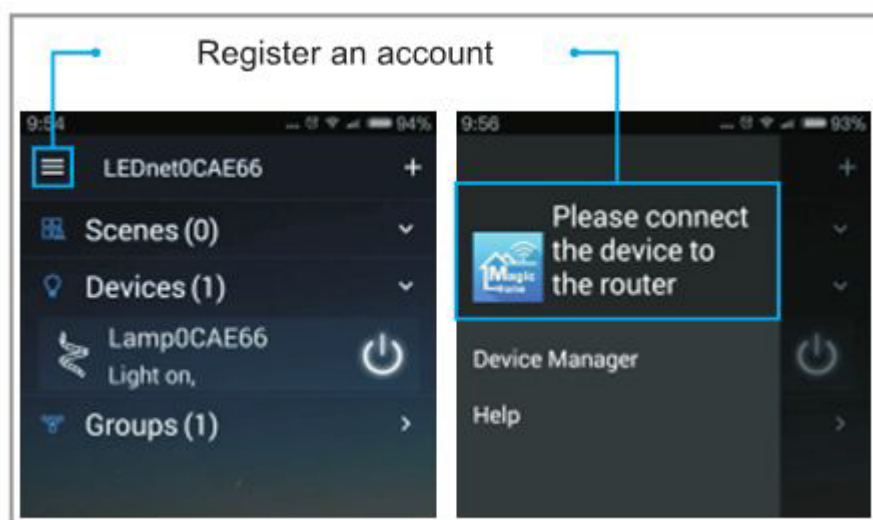 Register an account
9:54
... 94%
LEDnet0CAE66 +
Scenes (0)
Devices (1)
Lamp0CAE66
Light on,
Groups (1)
9:56
... 93%
+
Please connect
the device to
the router
Magic
Home
Device Manager
Help